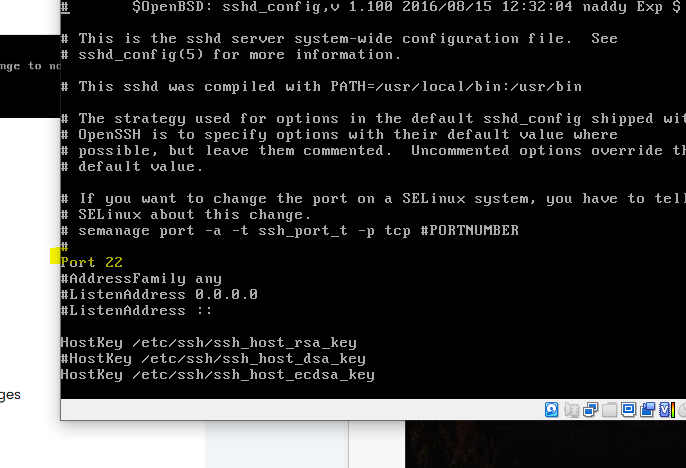 #       $OpenBSD: sshd_config,v 1.100 2016/08/15 12:32:04 naddy Exp $
# This is the sshd server system-wide configuration file.  See
# sshd_config(5) for more information.
nge to no
# This sshd was compiled with PATH=/usr/local/bin:/usr/bin
# The strategy used for options in the default sshd_config shipped wit
# OpenSSH is to specify options with their default value where
# possible, but leave them commented.  Uncommented options override th
# default value.
# If you want to change the port on a SELinux system, you have to tell
# SELinux about this change.
# semanage port -a -t ssh_port_t -p tcp #PORTNUMBER
#
Port 22
#AddressFamily any
#ListenAddress 0.0.0.0
#ListenAddress ::
HostKey /etc/ssh/ssh_host_rsa_key
#HostKey /etc/ssh/ssh_host_dsa_key
HostKey /etc/ssh/ssh_host_ecdsa_key
ges